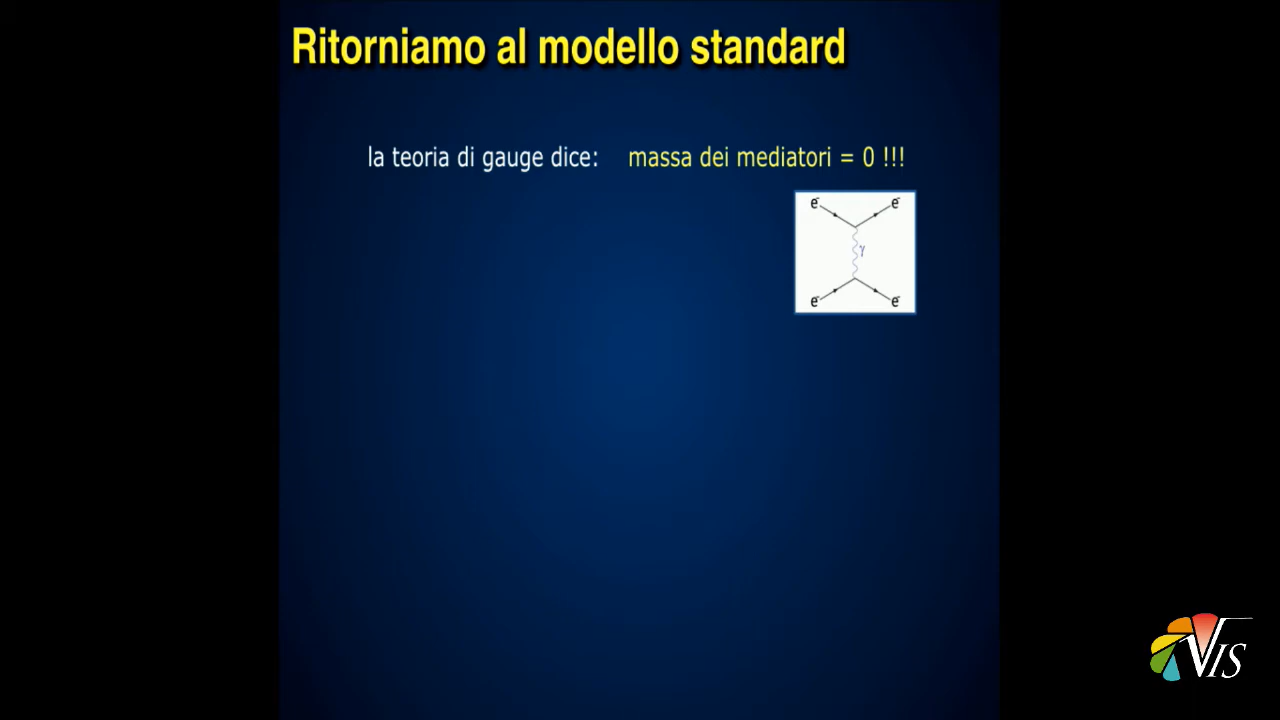 Ritorniamo al modello standard
la teoria di gauge dice: massa dei mediatori = 0 !!!
e⁻ e⁻
γ
e⁻ e⁻
VIS